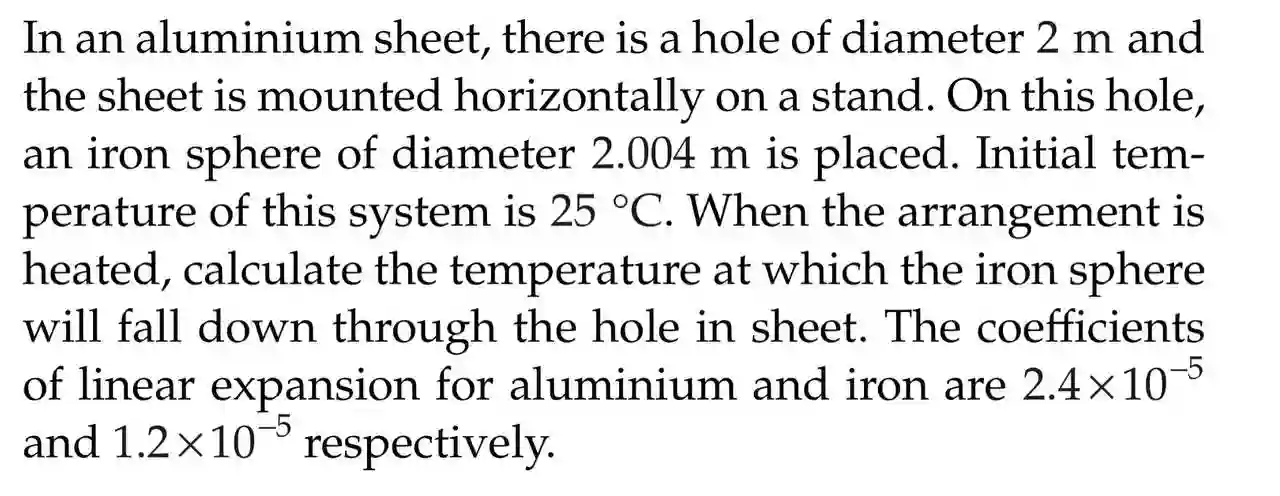 In an aluminium sheet, there is a hole of diameter 2 m and
the sheet is mounted horizontally on a stand. On this hole,
an iron sphere of diameter 2.004 m is placed. Initial tem-
perature of this system is 25 °C. When the arrangement is
heated, calculate the temperature at which the iron sphere
will fall down through the hole in sheet. The coefficients
of linear expansion for aluminium and iron are 2.4×10⁻⁵
and 1.2×10⁻⁵ respectively.